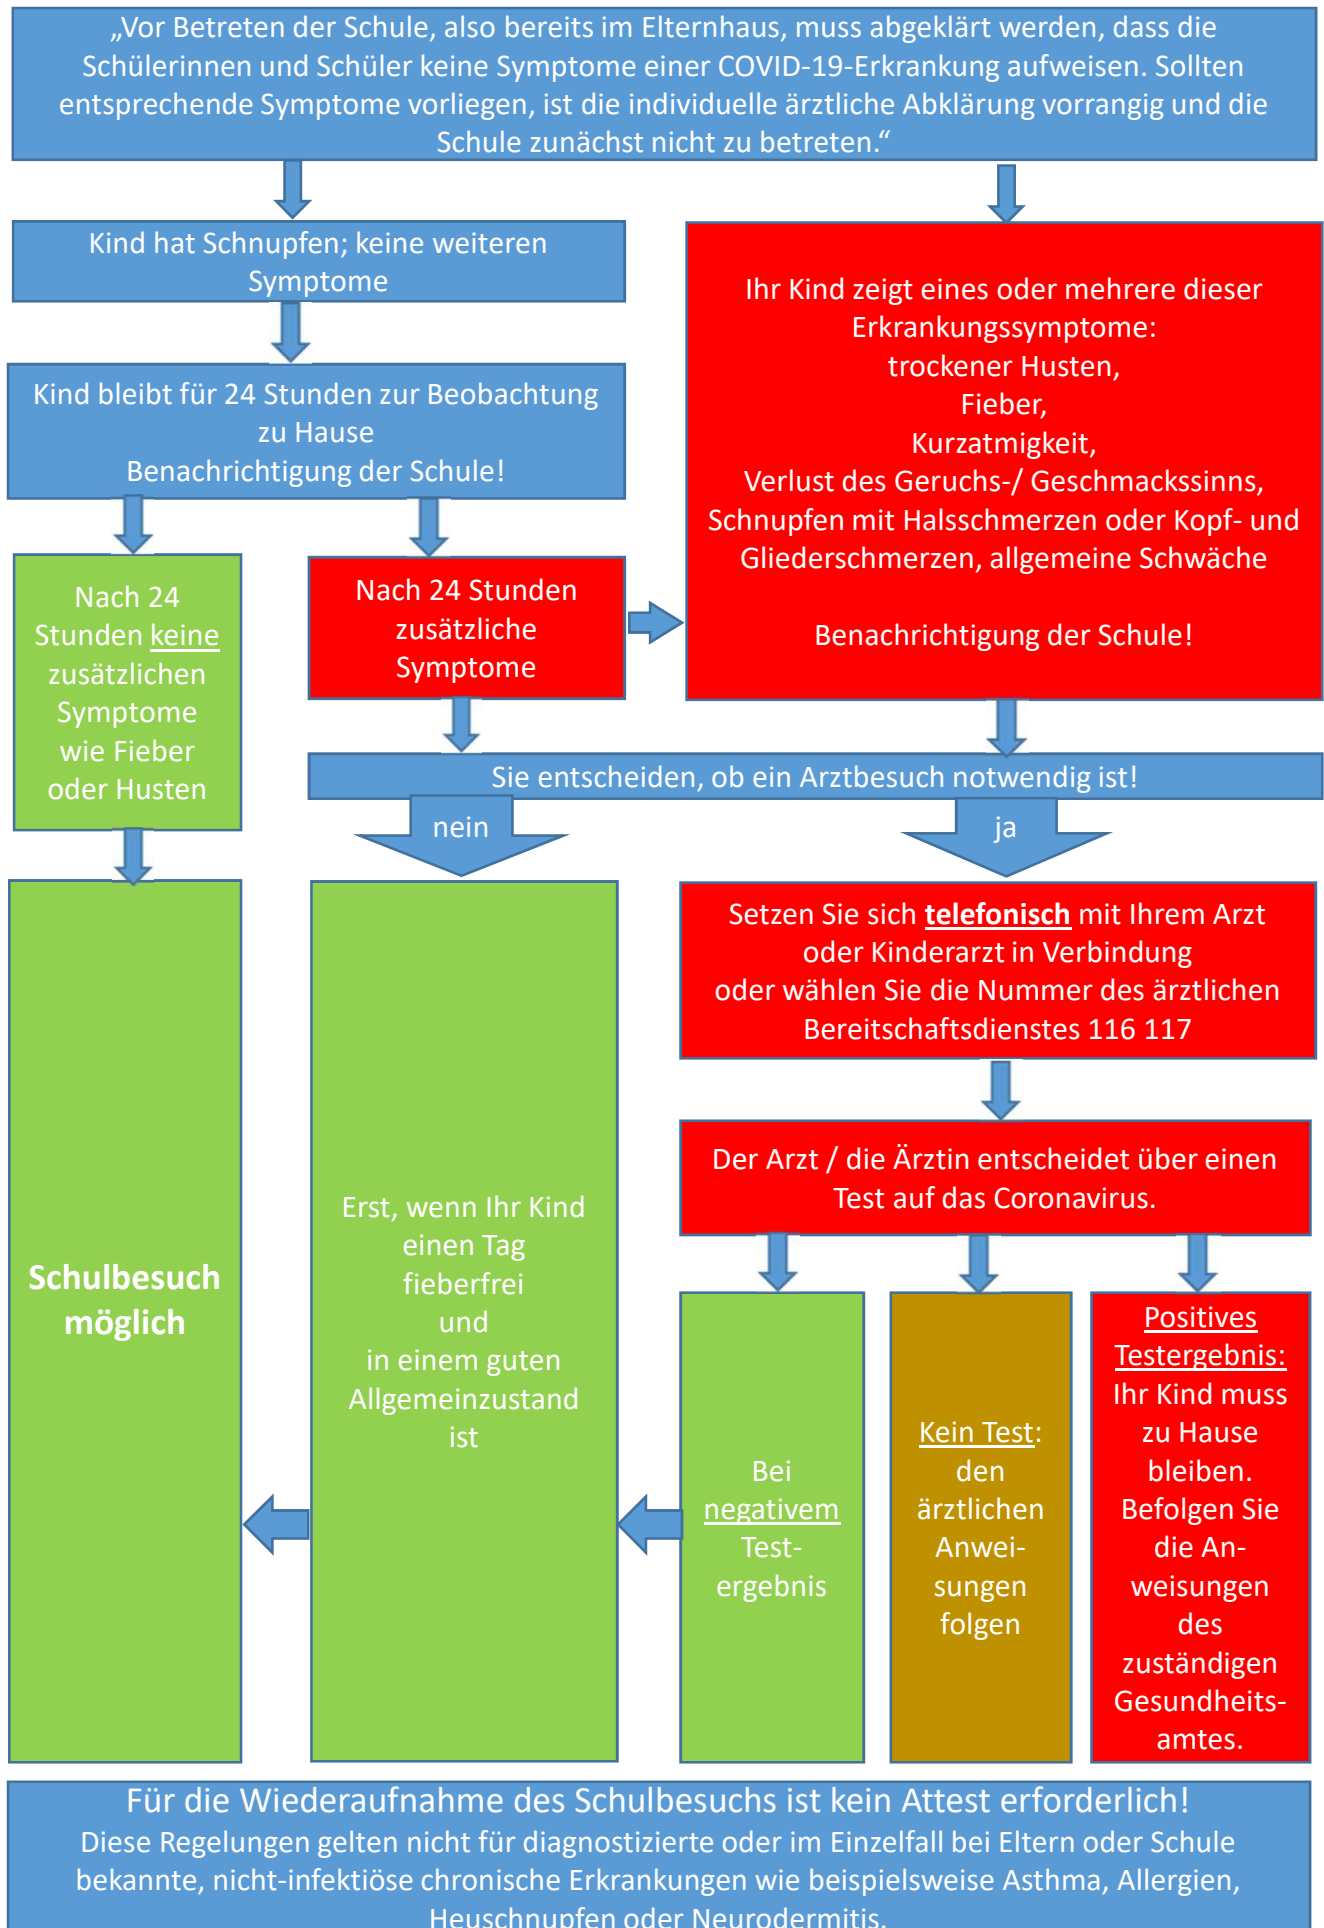 „Vor Betreten der Schule, also bereits im Elternhaus, muss abgeklärt werden, dass die
Schülerinnen und Schüler keine Symptome einer COVID-19-Erkrankung aufweisen. Sollten
entsprechende Symptome vorliegen, ist die individuelle ärztliche Abklärung vorrangig und die
Schule zunächst nicht zu betreten.“
Kind hat Schnupfen; keine weiteren
Symptome
Kind bleibt für 24 Stunden zur Beobachtung
zu Hause
Benachrichtigung der Schule!
Ihr Kind zeigt eines oder mehrere dieser
Erkrankungssymptome:
trockener Husten,
Fieber,
Kurzatmigkeit,
Verlust des Geruchs-/ Geschmackssinns,
Schnupfen mit Halsschmerzen oder Kopf- und
Gliederschmerzen, allgemeine Schwäche
Benachrichtigung der Schule!
Nach 24
Stunden keine
zusätzlichen
Symptome
wie Fieber
oder Husten
Nach 24 Stunden
zusätzliche
Symptome
Sie entscheiden, ob ein Arztbesuch notwendig ist!
nein
ja
Schulbesuch
möglich
Erst, wenn Ihr Kind
einen Tag
fieberfrei
und
in einem guten
Allgemeinzustand
ist
Setzen Sie sich telefonisch mit Ihrem Arzt
oder Kinderarzt in Verbindung
oder wählen Sie die Nummer des ärztlichen
Bereitschaftsdienstes 116 117
Der Arzt / die Ärztin entscheidet über einen
Test auf das Coronavirus.
Bei
negativem
Test-
ergebnis
Kein Test:
den
ärztlichen
Anwei-
sungen
folgen
Positives
Testergebnis:
Ihr Kind muss
zu Hause
bleiben.
Befolgen Sie
die An-
weisungen
des
zuständigen
Gesundheits-
amtes.
Für die Wiederaufnahme des Schulbesuchs ist kein Attest erforderlich!
Diese Regelungen gelten nicht für diagnostizierte oder im Einzelfall bei Eltern oder Schule
bekannte, nicht-infektiöse chronische Erkrankungen wie beispielsweise Asthma, Allergien,
Heuschnupfen oder Neurodermitis.